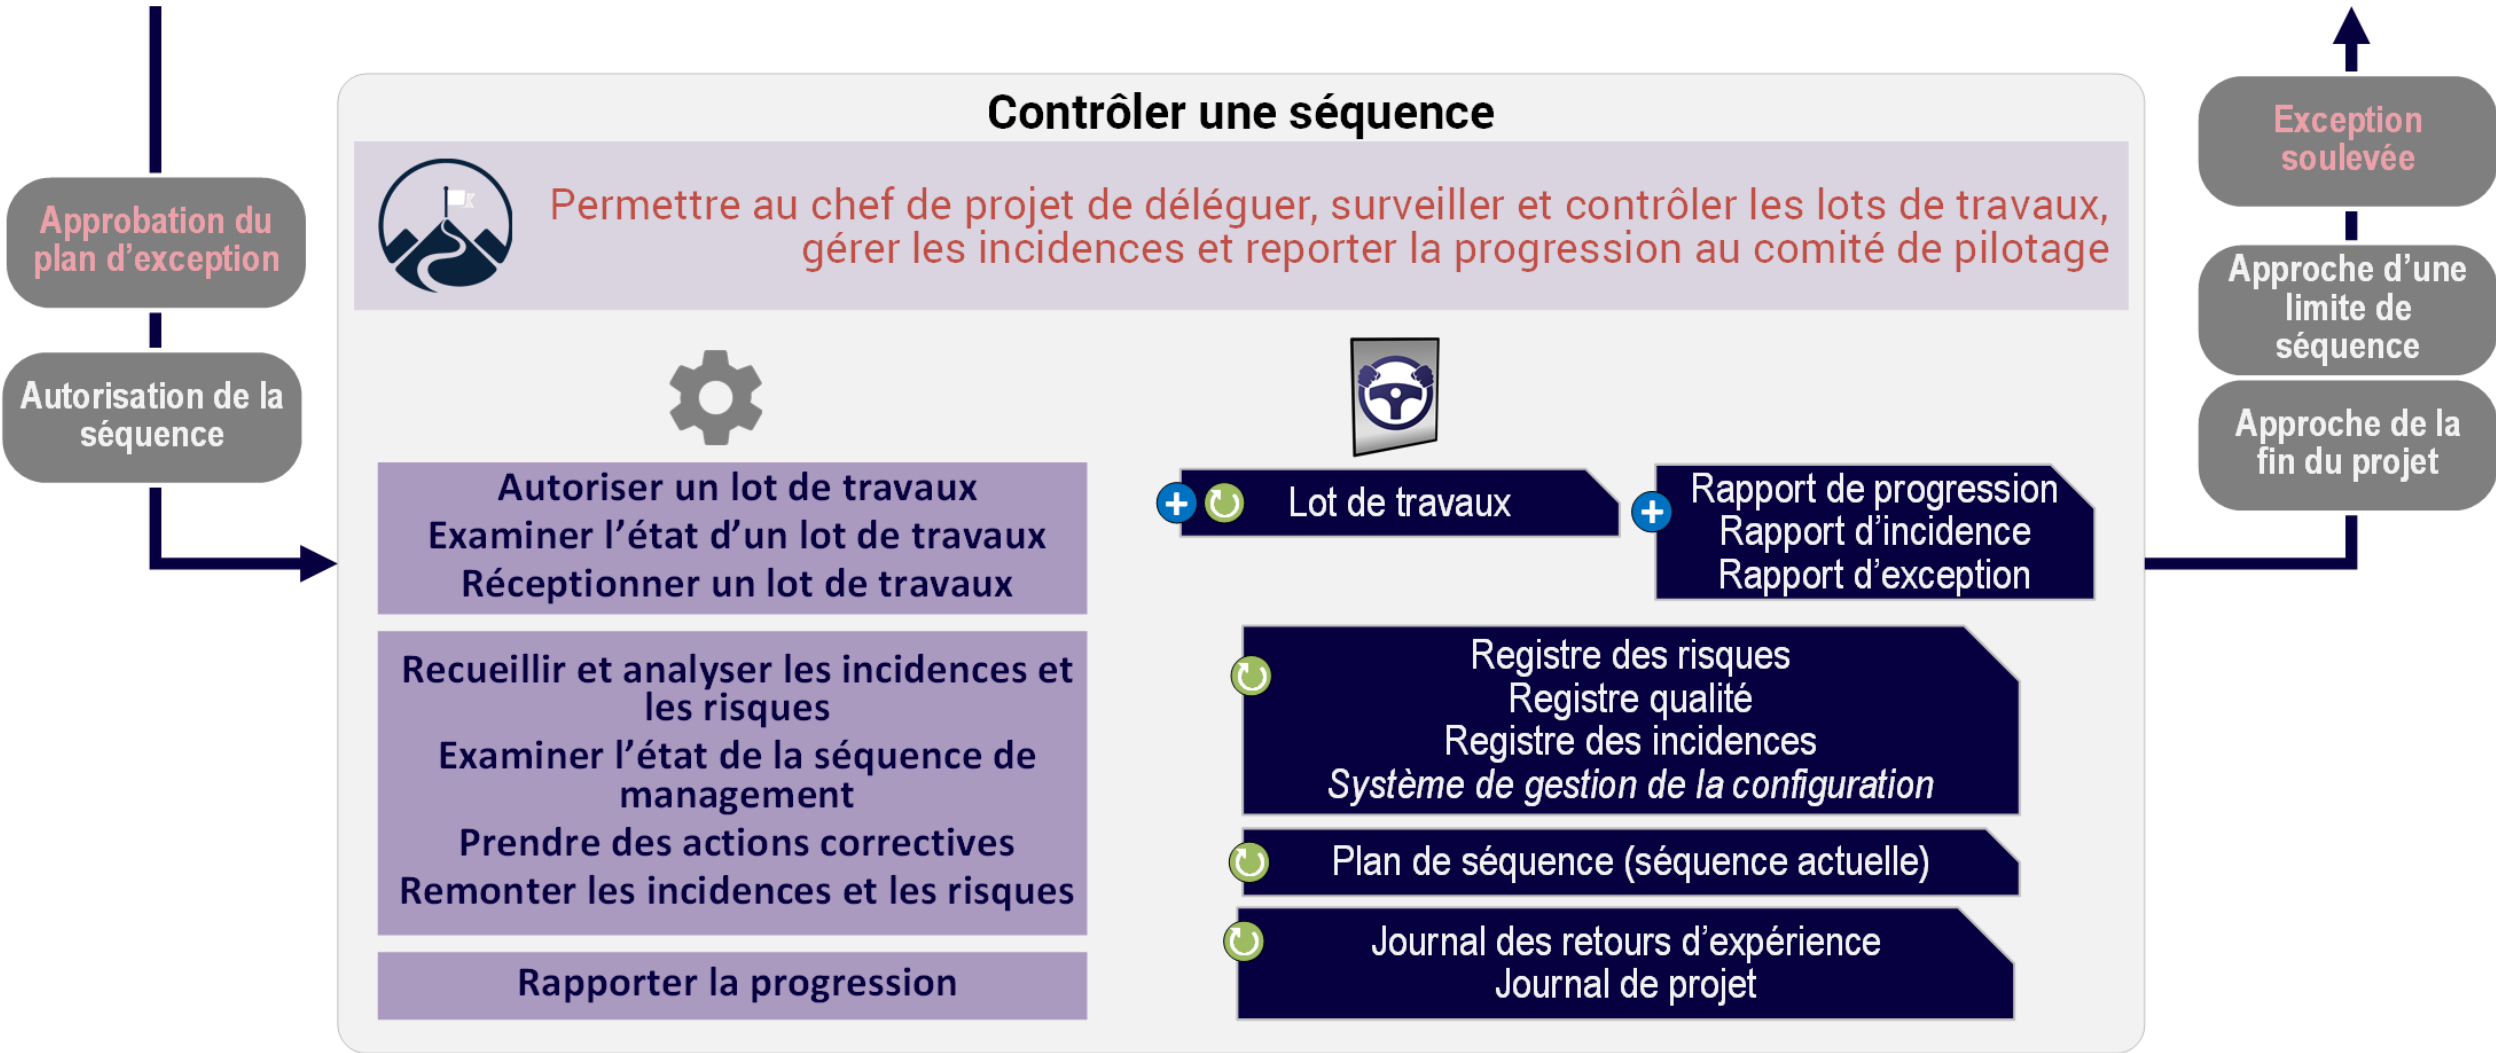 Contrôler une séquence
Permettre au chef de projet de déléguer, surveiller et contrôler les lots de travaux,
gérer les incidences et reporter la progression au comité de pilotage
Approbation du
plan d’exception
Autorisation de la
séquence
Autoriser un lot de travaux
Examiner l’état d’un lot de travaux
Réceptionner un lot de travaux
Recueillir et analyser les incidences et
les risques
Examiner l’état de la séquence de
management
Prendre des actions correctives
Remonter les incidences et les risques
Rapporter la progression
Lot de travaux
Rapport de progression
Rapport d’incidence
Rapport d’exception
Registre des risques
Registre qualité
Registre des incidences
Système de gestion de la configuration
Plan de séquence (séquence actuelle)
Journal des retours d’expérience
Journal de projet
Exception
soulevée
Approche d’une
limite de
séquence
Approche de la
fin du projet